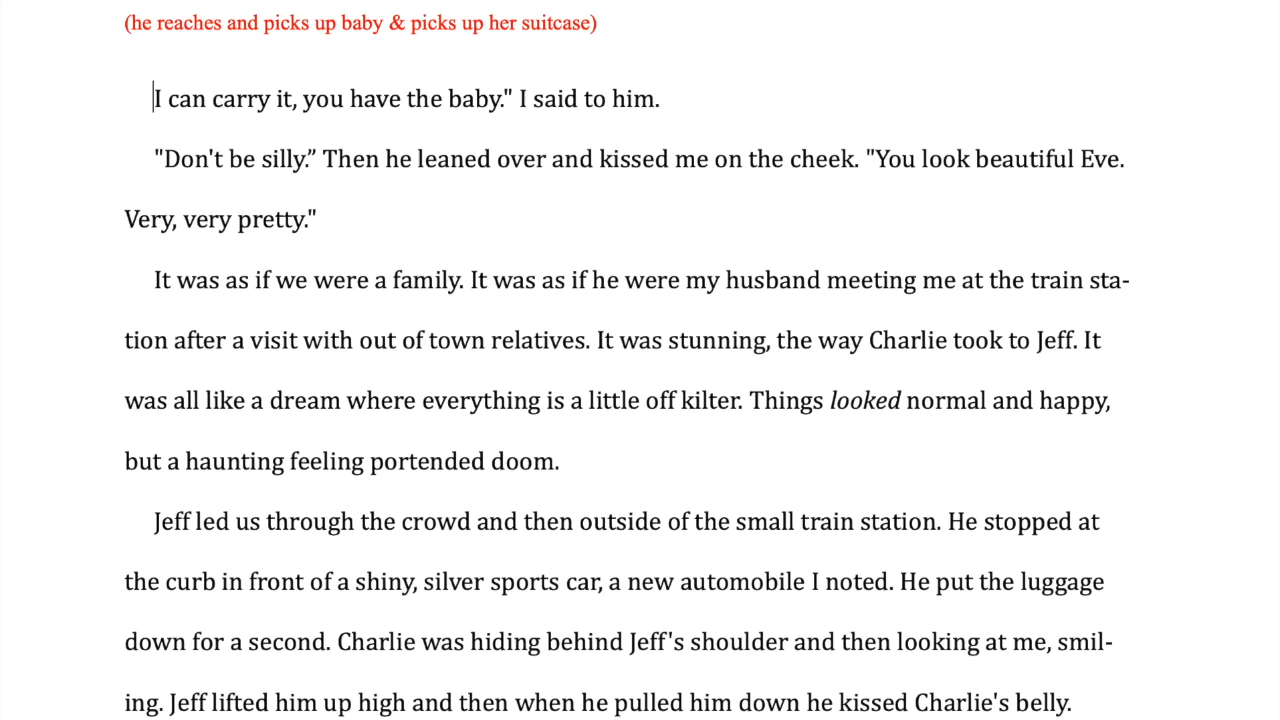 (he reaches and picks up baby & picks up her suitcase)
I can carry it, you have the baby." I said to him.
"Don't be silly.” Then he leaned over and kissed me on the cheek. "You look beautiful Eve.
Very, very pretty."
It was as if we were a family. It was as if he were my husband meeting me at the train sta-
tion after a visit with out of town relatives. It was stunning, the way Charlie took to Jeff. It
was all like a dream where everything is a little off kilter. Things looked normal and happy,
but a haunting feeling portended doom.
Jeff led us through the crowd and then outside of the small train station. He stopped at
the curb in front of a shiny, silver sports car, a new automobile I noted. He put the luggage
down for a second. Charlie was hiding behind Jeff's shoulder and then looking at me, smil-
ing. Jeff lifted him up high and then when he pulled him down he kissed Charlie's belly.